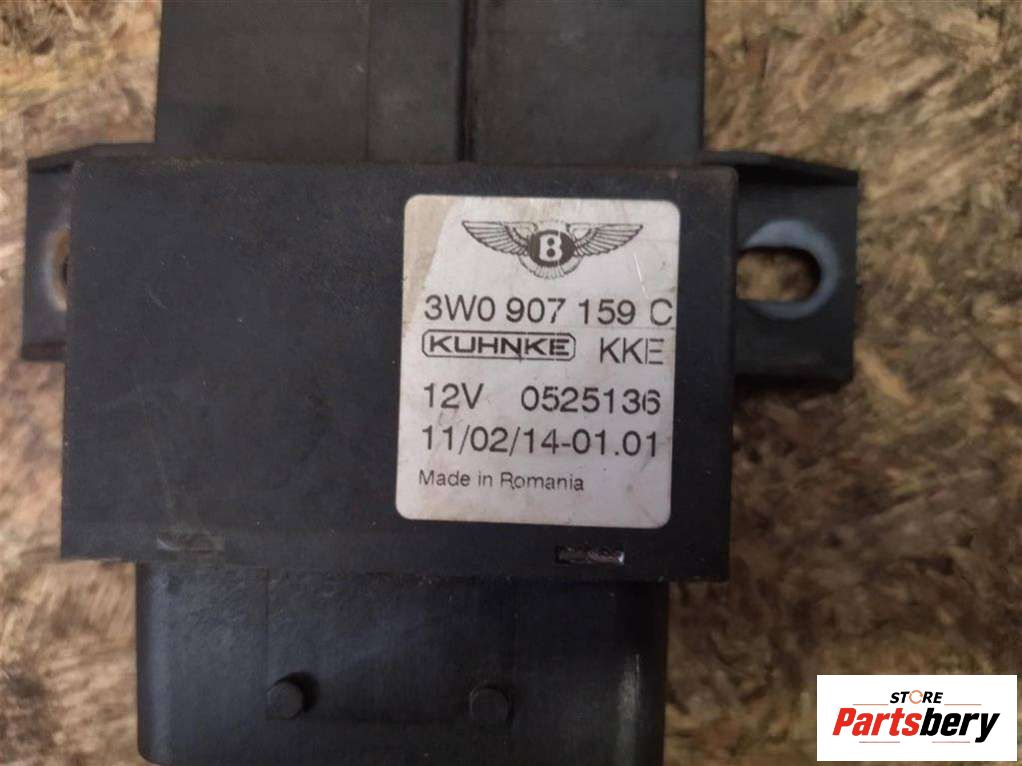 B
3W0 907 159 C
KUHNKE KKE
12V 0525136
11/02/14-01.01
Made in Romania
STORE
Partsbery